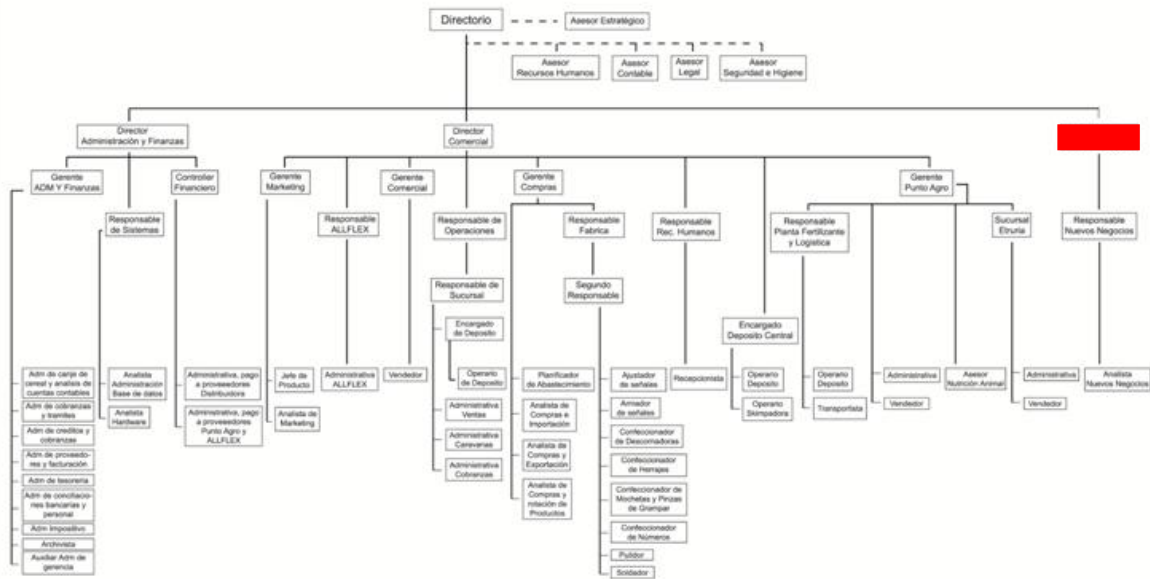 Directorio
Asesor Estratégico
Asesor
Recursos Humanos
Asesor
Contable
Asesor
Legal
Asesor
Seguridad e Higiene
Director
Administración y Finanzas
Director
Comercial
Gerente
ADM Y Finanzas
Controller
Financiero
Gerente
Marketing
Gerente
Comercial
Gerente
Compras
Gerente
Punto Agro
Responsable
de Sistemas
Responsable
ALLFLEX
Responsable de
Operaciones
Responsable
Fabrica
Responsable
Rec. Humanos
Responsable
Planta Fertilizante
y Logística
Sucursal
Etruria
Responsable
Nuevos Negocios
Responsable de
Sucursal
Segundo
Responsable
Encargado
de Deposito
Encargado
Deposito Central
Adm de canje de
cereal y analisis de
cuentas contables
Adm de cobranzas
y tramites
Adm de creditos y
cobranzas
Adm de proveedo-
res y facturación
Adm de tesoreria
Adm de conciliacio-
nes bancarias y
personal
Adm Impositivo
Archivista
Auxiliar Adm de
gerencia
Analista
Administración
Base de datos
Analista
Hardware
Administrativa, pago
a proveeedores
Distribuidora
Administrativa, pago
a proveedores
Punto Agro y
ALLFLEX
Jefe de
Producto
Analista de
Marketing
Administrativa
ALLFLEX
Vendedor
Operario
de Deposito
Administrativa
Ventas
Administrativa
Caravanas
Administrativa
Cobranzas
Planificador
de Abastecimiento
Analista de
Compras e
Importación
Analista de
Compras y
Exportación
Analista de
Compras y
rotación de
Productos
Ajustador
de señales
Armador
de señales
Confeccionador
de Descornadoras
Confeccionador
de Herrajes
Confeccionador de
Mochetas y Pinzas
de Grampar
Confeccionador
de Números
Pulidor
Soldador
Recepcionista
Operario
Deposito
Operario
Skimpadora
Operario
Deposito
Transportista
Administrativa
Vendedor
Asesor
Nutrición Animal
Administrativa
Vendedor
Analista
Nuevos Negocios